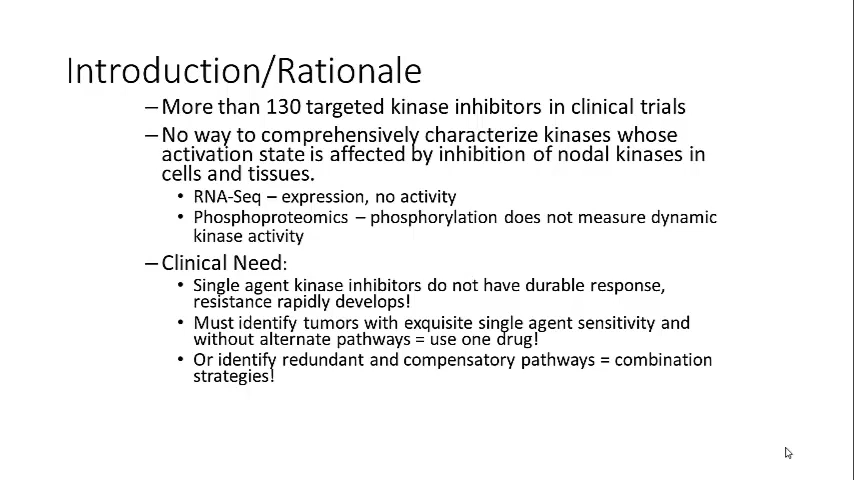 Introduction/Rationale
–More than 130 targeted kinase inhibitors in clinical trials
–No way to comprehensively characterize kinases whose
activation state is affected by inhibition of nodal kinases in
cells and tissues.
• RNA-Seq – expression, no activity
• Phosphoproteomics – phosphorylation does not measure dynamic
kinase activity
–Clinical Need:
• Single agent kinase inhibitors do not have durable response,
resistance rapidly develops!
• Must identify tumors with exquisite single agent sensitivity and
without alternate pathways = use one drug!
• Or identify redundant and compensatory pathways = combination
strategies!